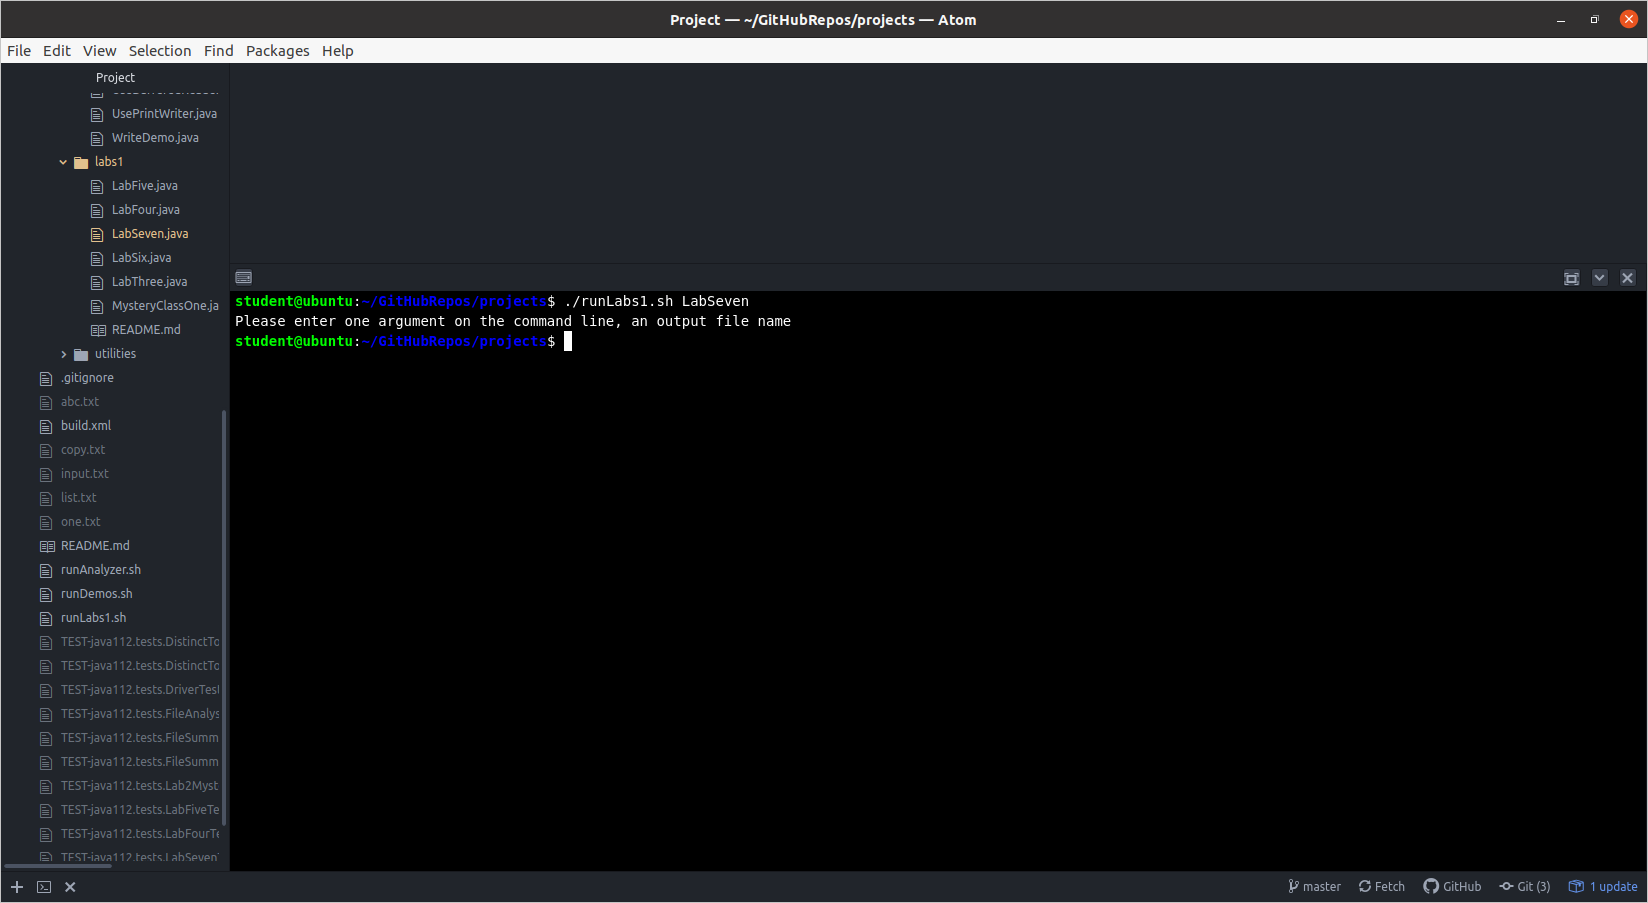 Project — ~/GitHubRepos/projects — Atom
File Edit View Selection Find Packages Help
Project
UsePrintWriter.java
WriteDemo.java
labs1
LabFive.java
LabFour.java
LabSeven.java
LabSix.java
LabThree.java
MysteryClassOne.ja
README.md
utilities
.gitignore
abc.txt
build.xml
copy.txt
input.txt
list.txt
one.txt
README.md
runAnalyzer.sh
runDemos.sh
runLabs1.sh
TEST-java112.tests.DistinctTo
TEST-java112.tests.DistinctTo
TEST-java112.tests.DriverTest
TEST-java112.tests.FileAnalys
TEST-java112.tests.FileSumm
TEST-java112.tests.FileSumm
TEST-java112.tests.Lab2Myst
TEST-java112.tests.LabFiveTe
TEST-java112.tests.LabFourTe
TEST-java112.tests.LabSeven
student@ubuntu:~/GitHubRepos/projects$ ./runLabs1.sh LabSeven
Please enter one argument on the command line, an output file name
student@ubuntu:~/GitHubRepos/projects$
master Fetch GitHub Git (3) 1 update